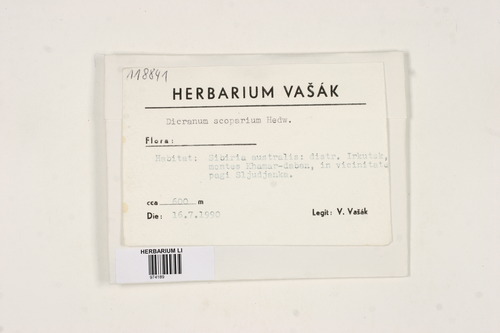 118841
HERBARIUM VAŠÁK
Dicranum scoparium Hedw.
Flora:
Habitat: Sibiria australis: distr. Irkutsk,
montes Khamar-daban, in vicinitate
pagi Sljudjanka.
cca 600 m
Die: 16.7.1990 Legit: V. Vašák
HERBARIUM LI